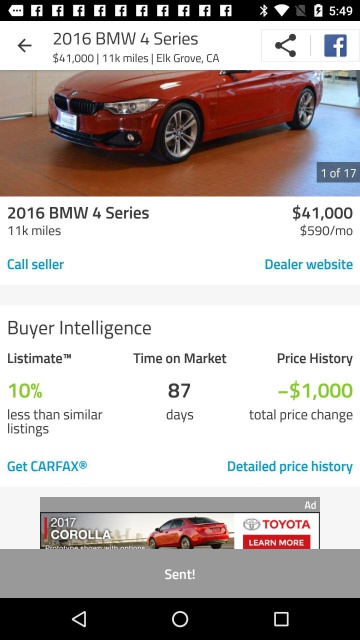 5:49
2016 BMW 4 Series
$41,000 | 11k miles | Elk Grove, CA
1 of 17
2016 BMW 4 Series
$41,000
11k miles
$590/mo
Call seller
Dealer website
Buyer Intelligence
Listimate™
Time on Market
Price History
10%
87
−$1,000
less than similar
listings
days
total price change
Get CARFAX®
Detailed price history
Ad
2017
COROLLA
Prototype shown with options
TOYOTA
LEARN MORE
Sent!